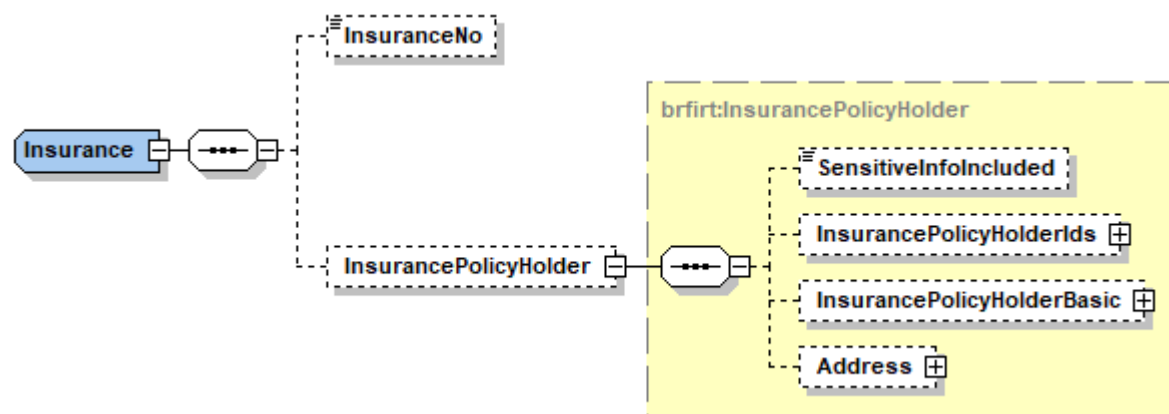 InsuranceNo
brfirt:InsurancePolicyHolder
Insurance
SensitiveInfoIncluded
InsurancePolicyHolderIds
InsurancePolicyHolder
InsurancePolicyHolderBasic
Address